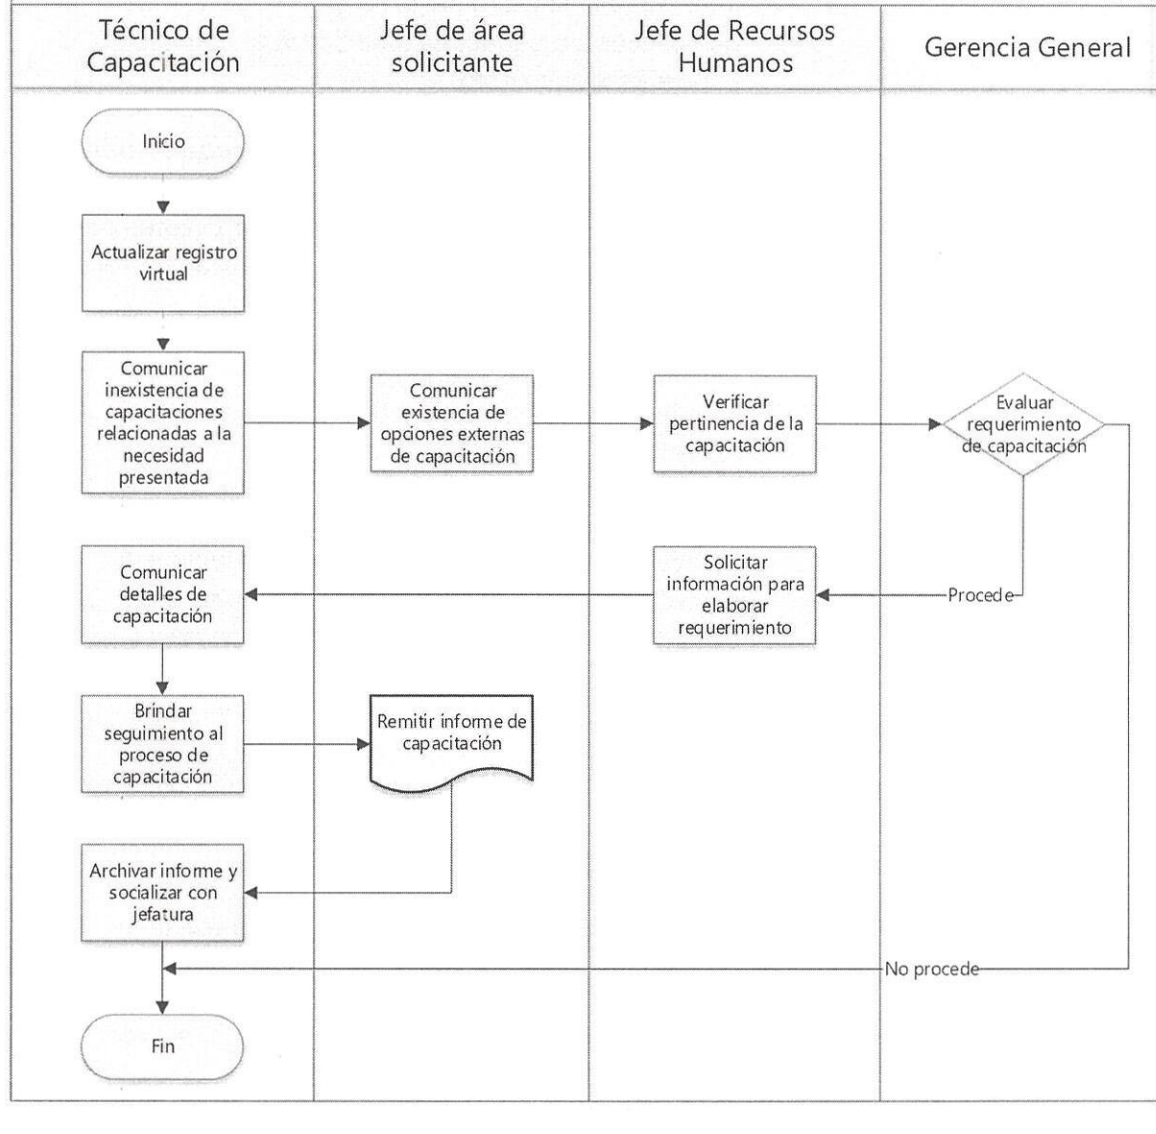 Técnico de
Capacitación
Jefe de área
solicitante
Jefe de Recursos
Humanos
Gerencia General
Inicio
Actualizar registro
virtual
Comunicar
inexistencia de
capacitaciones
relacionadas a la
necesidad
presentada
Comunicar
existencia de
opciones externas
de capacitación
Verificar
pertinencia de la
capacitación
Evaluar
requerimiento
de capacitación
Procede
Solicitar
información para
elaborar
requerimiento
Comunicar
detalles de
capacitación
Brindar
seguimiento al
proceso de
capacitación
Remitir informe de
capacitación
Archivar informe y
socializar con
jefatura
No procede
Fin